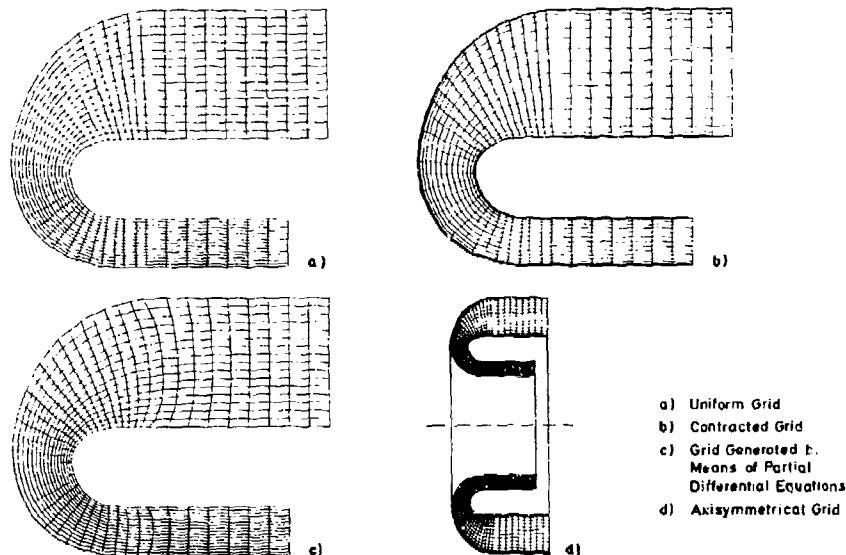 a)
b)
c)
d)
a) Uniform Grid
b) Contracted Grid
c) Grid Generated
Means of Partial
Differential Equations
d) Axisymmetrical Grid